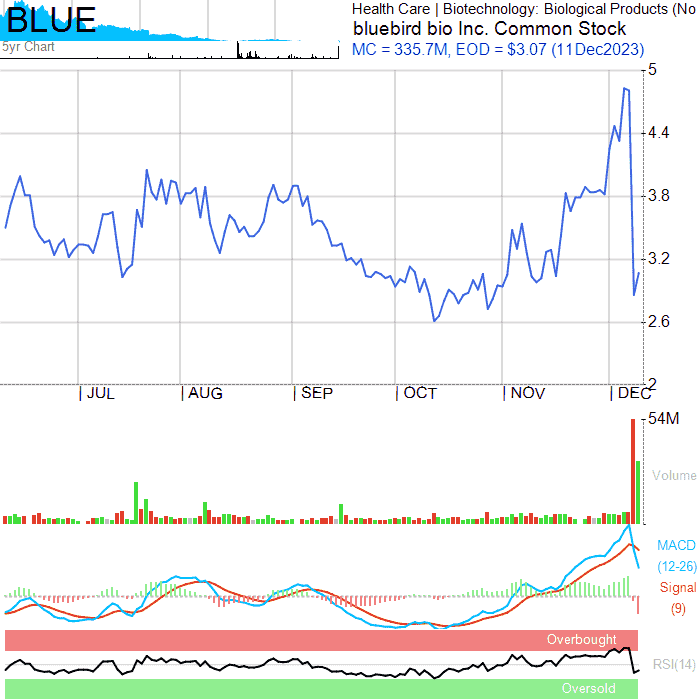 BLUE
5yr Chart
Health Care | Biotechnology: Biological Products (No
bluebird bio Inc. Common Stock
MC = 335.7M, EOD = $3.07 (11Dec2023)
5
4.4
3.8
3.2
2.6
2
| JUL | AUG | SEP | OCT | NOV | DEC
54M
Volume
MACD
(12-26)
Signal
(9)
Overbought
RSI(14)
Oversold